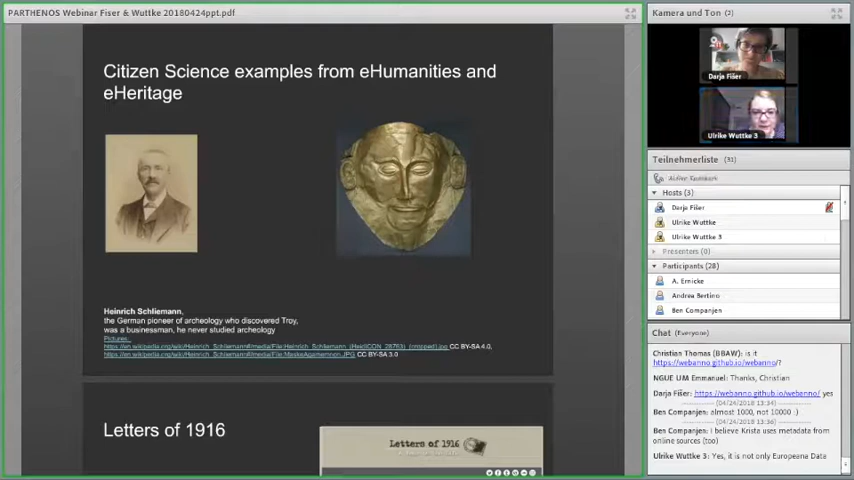 PARTHENOS Webinar Fiser & Wuttke 20180424ppt.pdf
Citizen Science examples from eHumanities and
eHeritage
Heinrich Schliemann,
the German pioneer of archeology who discovered Troy,
was a businessman, he never studied archeology
Pictures:
https://en.wikipedia.org/wiki/Heinrich_Schliemann#/media/File:Heinrich_Schliemann_(HeidICON_28763)_(cropped).jpg CC BY-SA 4.0,
https://en.wikipedia.org/wiki/Heinrich_Schliemann#/media/File:MaskeAgamemnon.JPG CC BY-SA 3.0
Letters of 1916
Letters of 1916
Kamera und Ton (2)
Darja Fišer
Ulrike Wuttke 3
Teilnehmerliste (31)
Hosts (3)
Darja Fišer
Ulrike Wuttke
Ulrike Wuttke 3
Presenters (0)
Participants (28)
A. Ernicke
Andrea Bertino
Ben Companjen
Chat (Everyone)
Christian Thomas (BBAW): is it
https://webanno.github.io/webanno/?
NGUE UM Emmanuel: Thanks, Christian
Darja Fišer: https://webanno.github.io/webanno/ yes
(04/24/2018 13:34)
Ben Companjen: almost 1000, not 10000 :)
(04/24/2018 13:36)
Ben Companjen: I believe Krista uses metadata from
online sources (too)
Ulrike Wuttke 3: Yes, it is not only Europeana Data